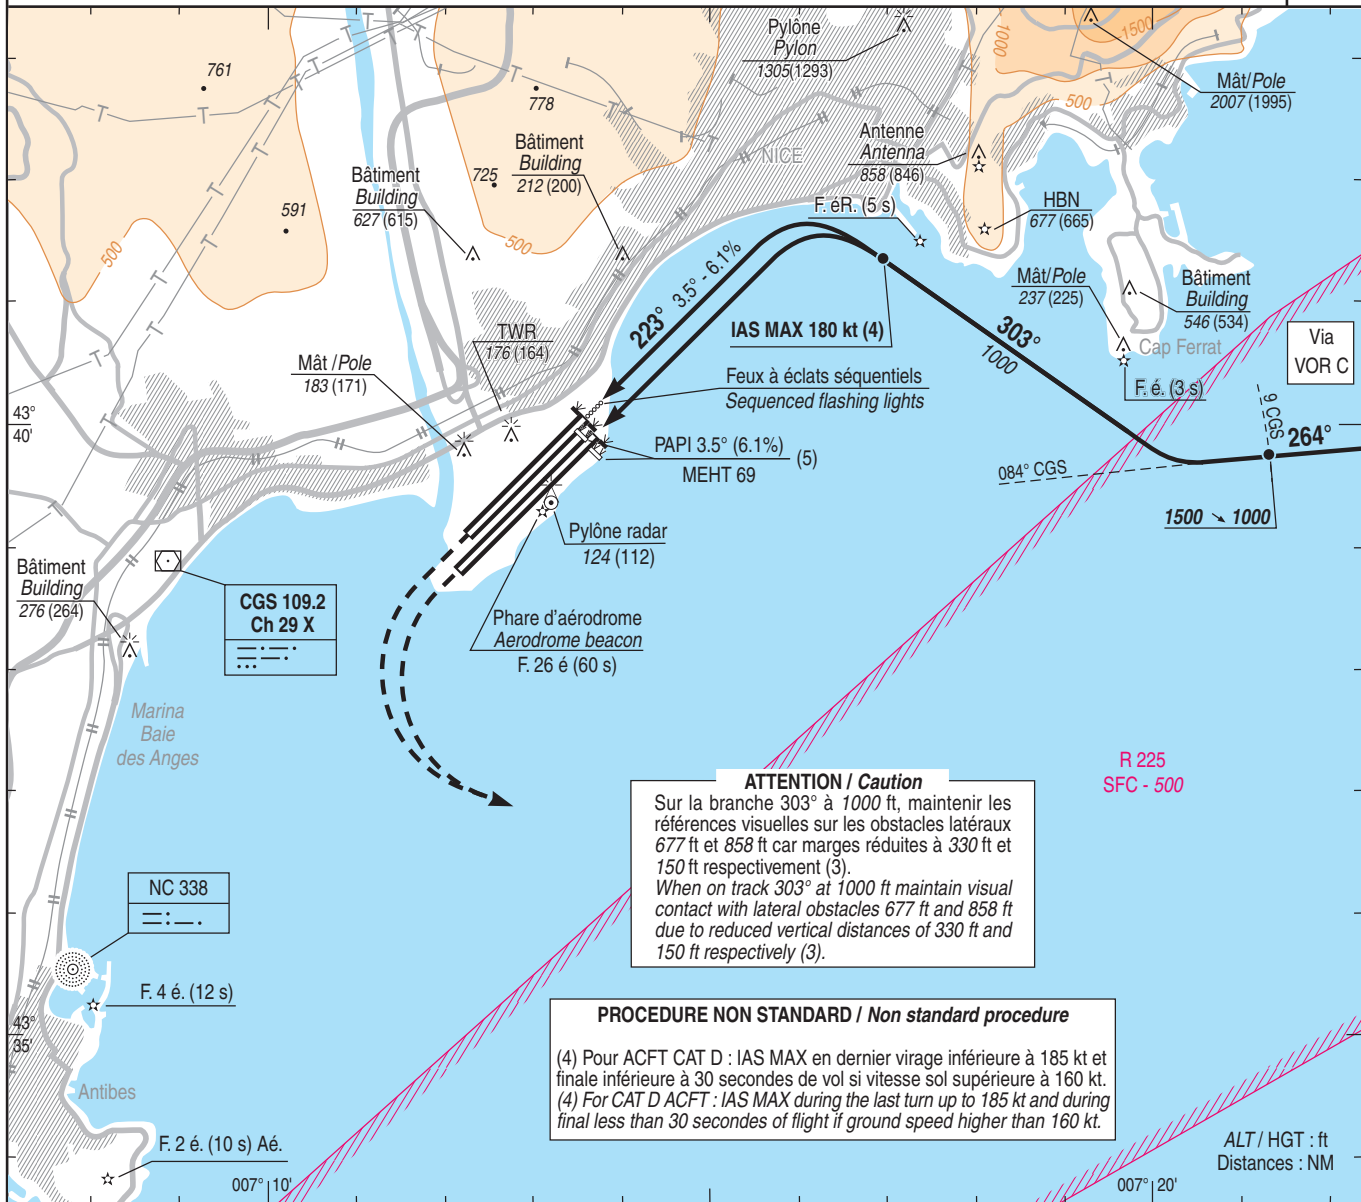 Pylône
Pylon
1305(1293)
1500
1000
Mât/Pole
2007 (1995)
500
761
778
Bâtiment
Building
212 (200)
NICE
Antenne
Antenna
858 (846)
Bâtiment
Building
627 (615)
725
591
500
500
F. éR. (5 s)
HBN
677 (665)
Mât/Pole
237 (225)
Bâtiment
Building
546 (534)
223° 3.5° - 6.1%
IAS MAX 180 kt (4)
303°
1000
Cap Ferrat
Via
VOR C
TWR
176 (164)
Mât /Pole
183 (171)
Feux à éclats séquentiels
Sequenced flashing lights
F. é. (3 s)
9 CGS
264°
43°
40'
PAPI 3.5° (6.1%)
MEHT 69
(5)
084° CGS
1500 ↘ 1000
Pylône radar
124 (112)
Bâtiment
Building
276 (264)
CGS 109.2
Ch 29 X
Phare d'aérodrome
Aerodrome beacon
F. 26 é (60 s)
Marina
Baie
des Anges
R 225
SFC - 500
ATTENTION / Caution
Sur la branche 303° à 1000 ft, maintenir les
références visuelles sur les obstacles latéraux
677 ft et 858 ft car marges réduites à 330 ft et
150 ft respectivement (3).
When on track 303° at 1000 ft maintain visual
contact with lateral obstacles 677 ft and 858 ft
due to reduced vertical distances of 330 ft and
150 ft respectively (3).
NC 338
F. 4 é. (12 s)
43°
35'
PROCEDURE NON STANDARD / Non standard procedure
(4) Pour ACFT CAT D : IAS MAX en dernier virage inférieure à 185 kt et
finale inférieure à 30 secondes de vol si vitesse sol supérieure à 160 kt.
(4) For CAT D ACFT : IAS MAX during the last turn up to 185 kt and during
final less than 30 secondes of flight if ground speed higher than 160 kt.
Antibes
F. 2 é. (10 s) Aé.
ALT / HGT : ft
Distances : NM
007° 10'
007° 20'